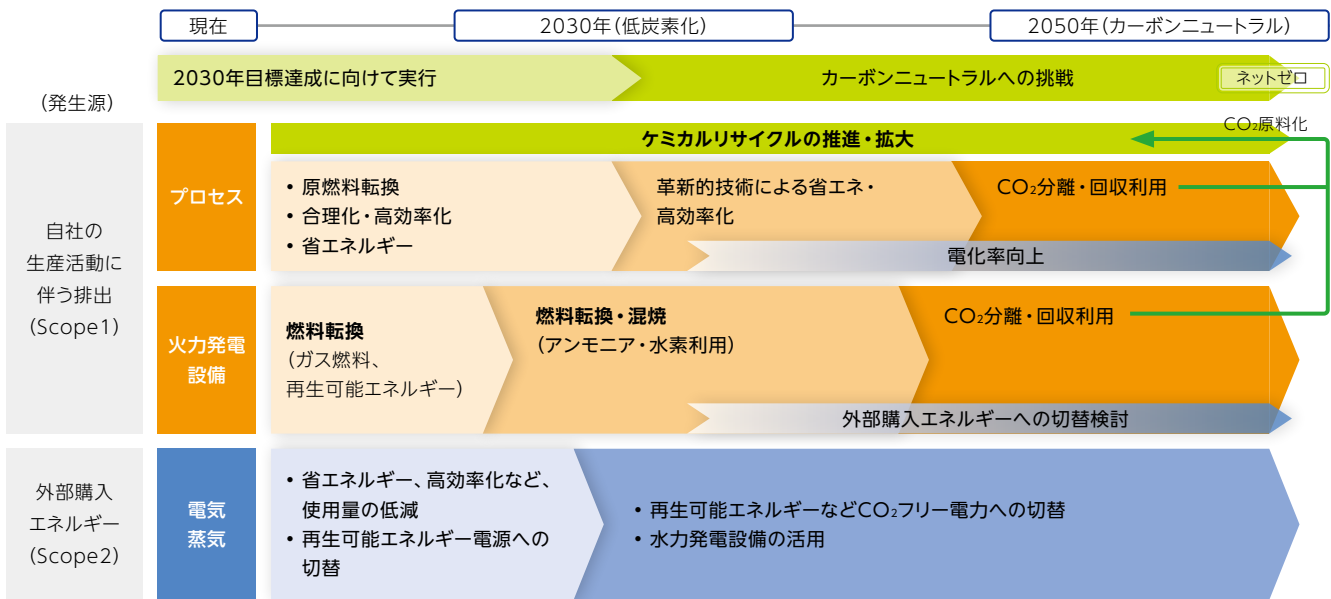 現在
2030年(低炭素化)
2050年(カーボンニュートラル)
2030年目標達成に向けて実行
カーボンニュートラルへの挑戦
ネットゼロ
(発生源)
CO₂原料化
ケミカルリサイクルの推進・拡大
自社の
生産活動に
伴う排出
(Scope1)
プロセス
• 原燃料転換
• 合理化・高効率化
• 省エネルギー
革新的技術による省エネ・
高効率化
CO₂分離・回収利用
電化率向上
火力発電
設備
燃料転換
(ガス燃料、
再生可能エネルギー)
燃料転換・混焼
(アンモニア・水素利用)
CO₂分離・回収利用
外部購入エネルギーへの切替検討
外部購入
エネルギー
(Scope2)
電気
蒸気
• 省エネルギー、高効率化など、
使用量の低減
• 再生可能エネルギー電源への
切替
• 再生可能エネルギーなどCO₂フリー電力への切替
• 水力発電設備の活用